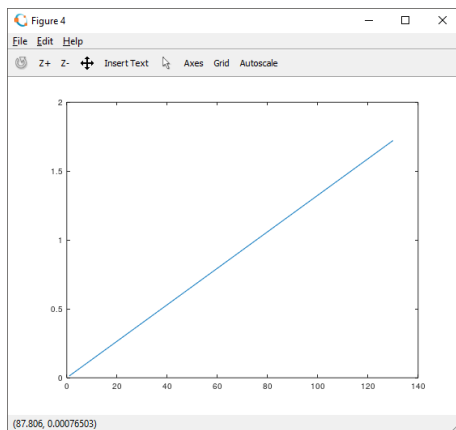 Figure 4
File Edit Help
Z+ Z- Insert Text Axes Grid Autoscale
2
1.5
1
0.5
0
0 20 40 60 80 100 120 140
(87.806, 0.00076503)